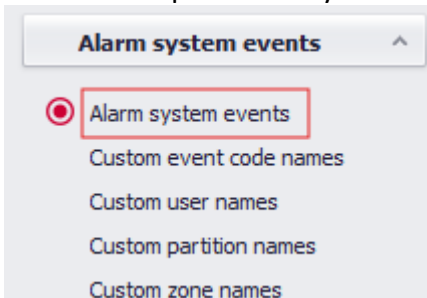 Alarm system events
Alarm system events
Custom event code names
Custom user names
Custom partition names
Custom zone names